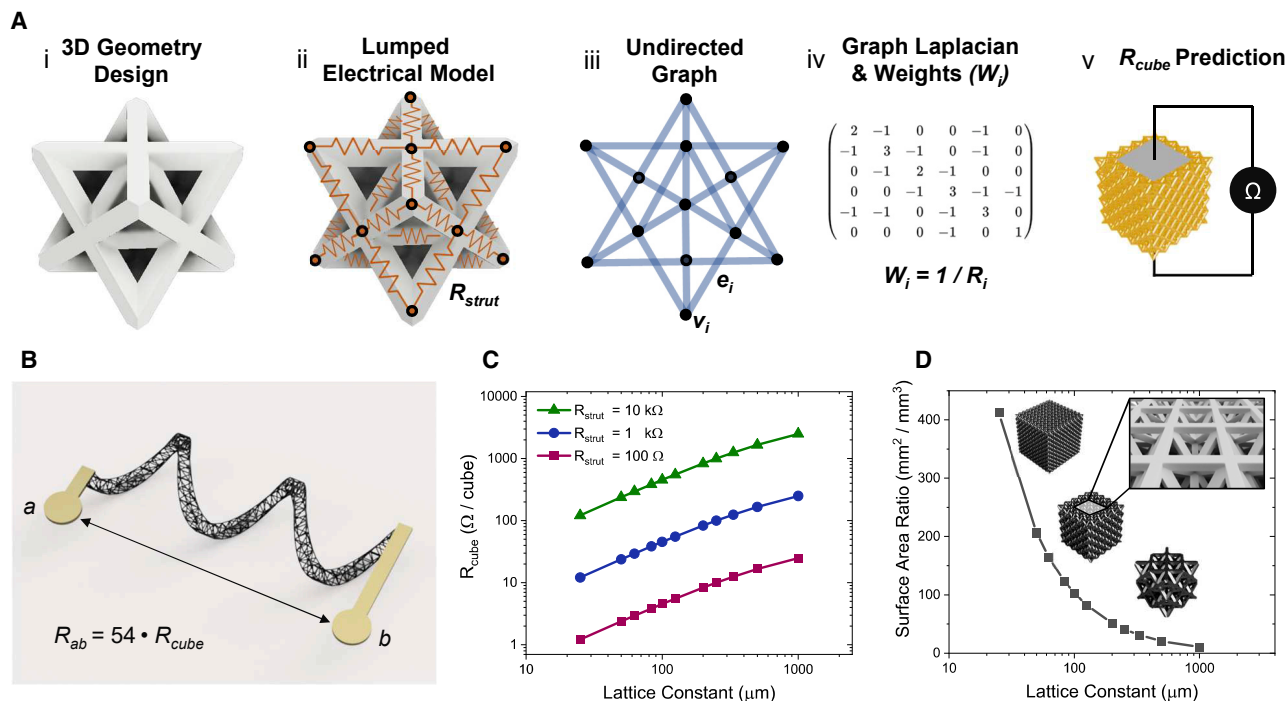 A
i 3D Geometry
Design
ii Lumped
Electrical Model
R_strut
iii Undirected
Graph
e_i
v_i
iv Graph Laplacian
& Weights (W_i)
2 −1 0 0 −1 0
−1 3 −1 0 −1 0
0 −1 2 −1 0 0
0 0 −1 3 −1 −1
−1 −1 0 −1 3 0
0 0 0 −1 0 1
W_i = 1 / R_i
v R_cube Prediction
Ω
B
a
b
R_ab = 54 • R_cube
C
R_cube (Ω / cube)
10000
1000
100
10
1
R_strut = 10 kΩ
R_strut = 1 kΩ
R_strut = 100 Ω
10 100 1000
Lattice Constant (μm)
D
Surface Area Ratio (mm² / mm³)
400
300
200
100
0
10 100 1000
Lattice Constant (μm)